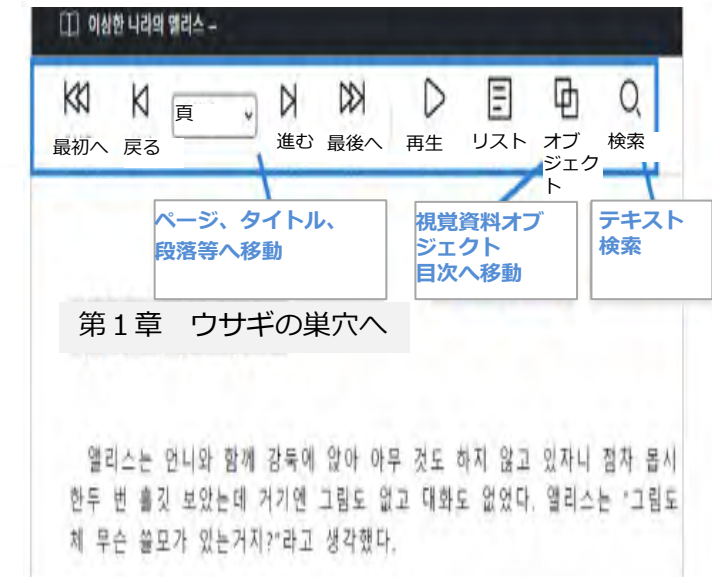 이상한 나라의 앨리스 –
頁
最初へ 戻る 進む 最後へ 再生 リスト オブ 検索
ジェク
ト
ページ、タイトル、
段落等へ移動
視覚資料オブ
ジェクト
目次へ移動
テキスト
検索
第1章 ウサギの巣穴へ
앨리스는 언니와 함께 강둑에 앉아 아무 것도 하지 않고 있자니 점차 몹시
한두 번 흘깃 보았는데 거기엔 그림도 없고 대화도 없었다. 앨리스는 "그림도
체 무슨 쓸모가 있는거지?"라고 생각했다.